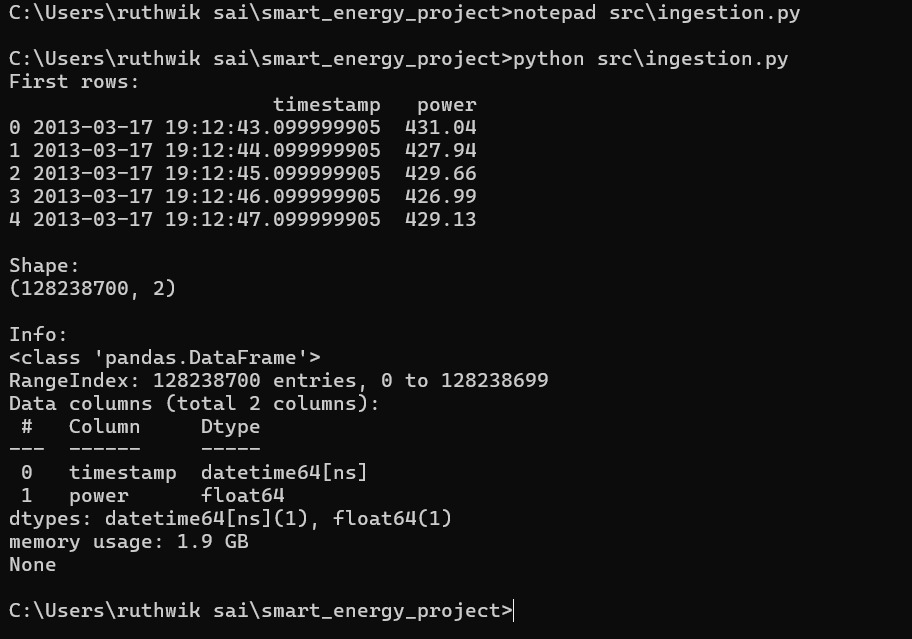 C:\Users\ruthwik sai\smart_energy_project>notepad src\ingestion.py
C:\Users\ruthwik sai\smart_energy_project>python src\ingestion.py
First rows:
                      timestamp   power
0 2013-03-17 19:12:43.099999905  431.04
1 2013-03-17 19:12:44.099999905  427.94
2 2013-03-17 19:12:45.099999905  429.66
3 2013-03-17 19:12:46.099999905  426.99
4 2013-03-17 19:12:47.099999905  429.13
Shape:
(128238700, 2)
Info:
<class 'pandas.DataFrame'>
RangeIndex: 128238700 entries, 0 to 128238699
Data columns (total 2 columns):
 #   Column     Dtype
---  ------     -----
 0   timestamp  datetime64[ns]
 1   power      float64
dtypes: datetime64[ns](1), float64(1)
memory usage: 1.9 GB
None
C:\Users\ruthwik sai\smart_energy_project>